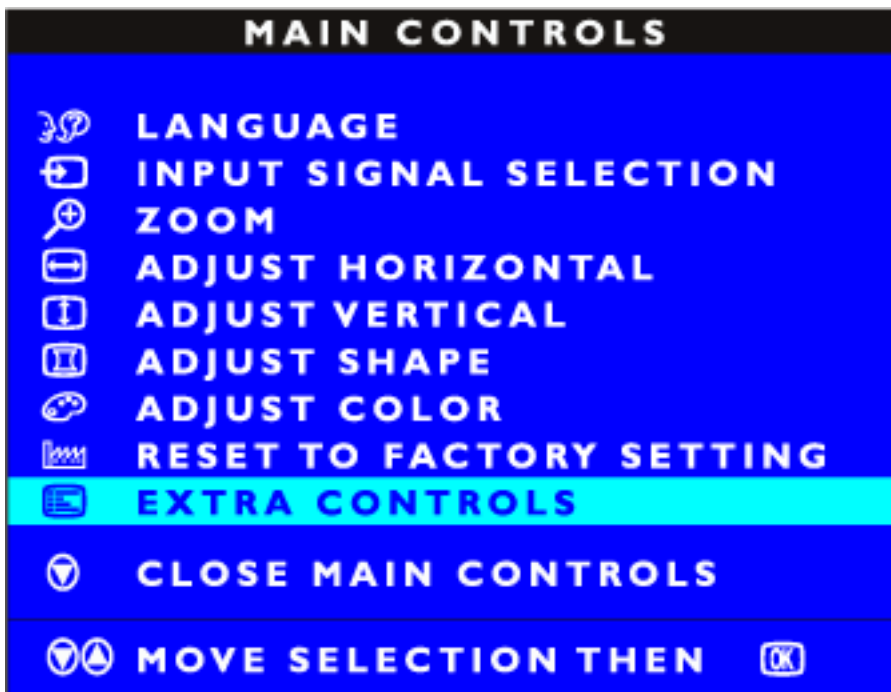 MAIN CONTROLS
LANGUAGE
INPUT SIGNAL SELECTION
ZOOM
ADJUST HORIZONTAL
ADJUST VERTICAL
ADJUST SHAPE
ADJUST COLOR
RESET TO FACTORY SETTING
EXTRA CONTROLS
CLOSE MAIN CONTROLS
MOVE SELECTION THEN OK